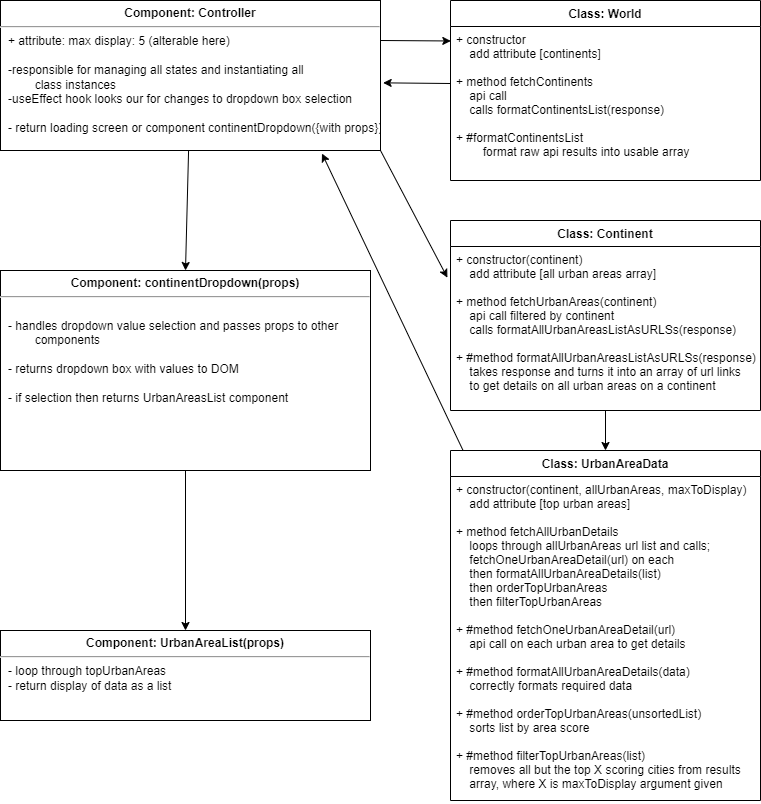 Component: Controller
+ attribute: max display: 5 (alterable here)
-responsible for managing all states and instantiating all
class instances
-useEffect hook looks our for changes to dropdown box selection
- return loading screen or component continentDropdown({with props})
Class: World
+ constructor
add attribute [continents]
+ method fetchContinents
api call
calls formatContinentsList(response)
+ #formatContinentsList
format raw api results into usable array
Class: Continent
+ constructor(continent)
add attribute [all urban areas array]
+ method fetchUrbanAreas(continent)
api call filtered by continent
calls formatAllUrbanAreasListAsURLSs(response)
+ #method formatAllUrbanAreasListAsURLSs(response)
takes response and turns it into an array of url links
to get details on all urban areas on a continent
Component: continentDropdown(props)
- handles dropdown value selection and passes props to other
components
- returns dropdown box with values to DOM
- if selection then returns UrbanAreasList component
Class: UrbanAreaData
+ constructor(continent, allUrbanAreas, maxToDisplay)
add attribute [top urban areas]
+ method fetchAllUrbanDetails
loops through allUrbanAreas url list and calls;
fetchOneUrbanAreaDetail(url) on each
then formatAllUrbanAreaDetails(list)
then orderTopUrbanAreas
then filterTopUrbanAreas
+ #method fetchOneUrbanAreaDetail(url)
api call on each urban area to get details
+ #method formatAllUrbanAreaDetails(data)
correctly formats required data
+ #method orderTopUrbanAreas(unsortedList)
sorts list by area score
+ #method filterTopUrbanAreas(list)
removes all but the top X scoring cities from results
array, where X is maxToDisplay argument given
Component: UrbanAreaList(props)
- loop through topUrbanAreas
- return display of data as a list